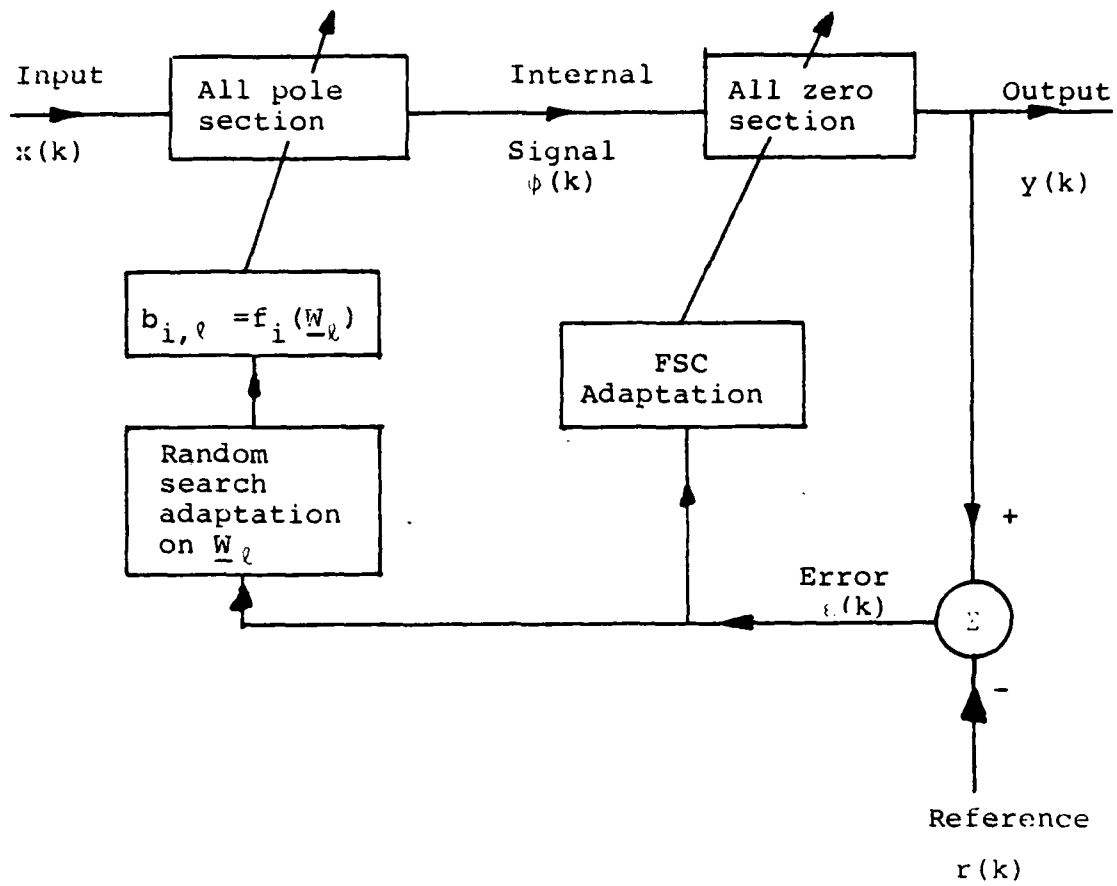 Input
x(k)
All pole
section
Internal
Signal
ϕ(k)
All zero
section
Output
y(k)
b_{i,ℓ} =f_i(W_ℓ)
Random
search
adaptation
on W_ℓ
FSC
Adaptation
+
Error
ε(k)
Σ
-
Reference
r(k)